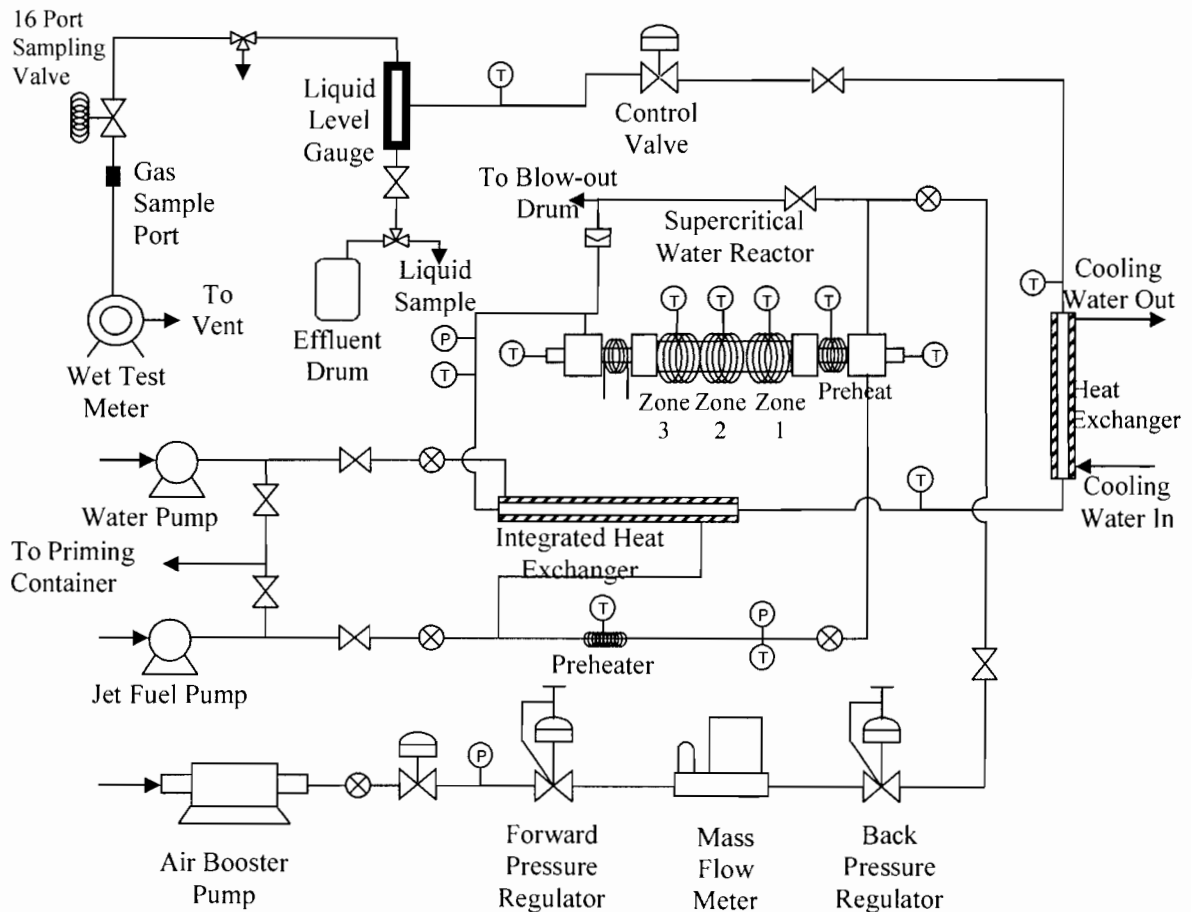 16 Port
Sampling
Valve
Liquid
Level
Gauge
T
Control
Valve
Gas
Sample
Port
To Blow-out
Drum
Supercritical
Water Reactor
To
Vent
Liquid
Sample
Effluent
Drum
Wet Test
Meter
P
T
T
T
T
T
T
T
T
Cooling
Water Out
Zone
3
Zone
2
Zone
1
Preheat
Heat
Exchanger
Cooling
Water In
Water Pump
T
Integrated Heat
Exchanger
To Priming
Container
T
P
T
Preheater
Jet Fuel Pump
P
Air Booster
Pump
Forward
Pressure
Regulator
Mass
Flow
Meter
Back
Pressure
Regulator